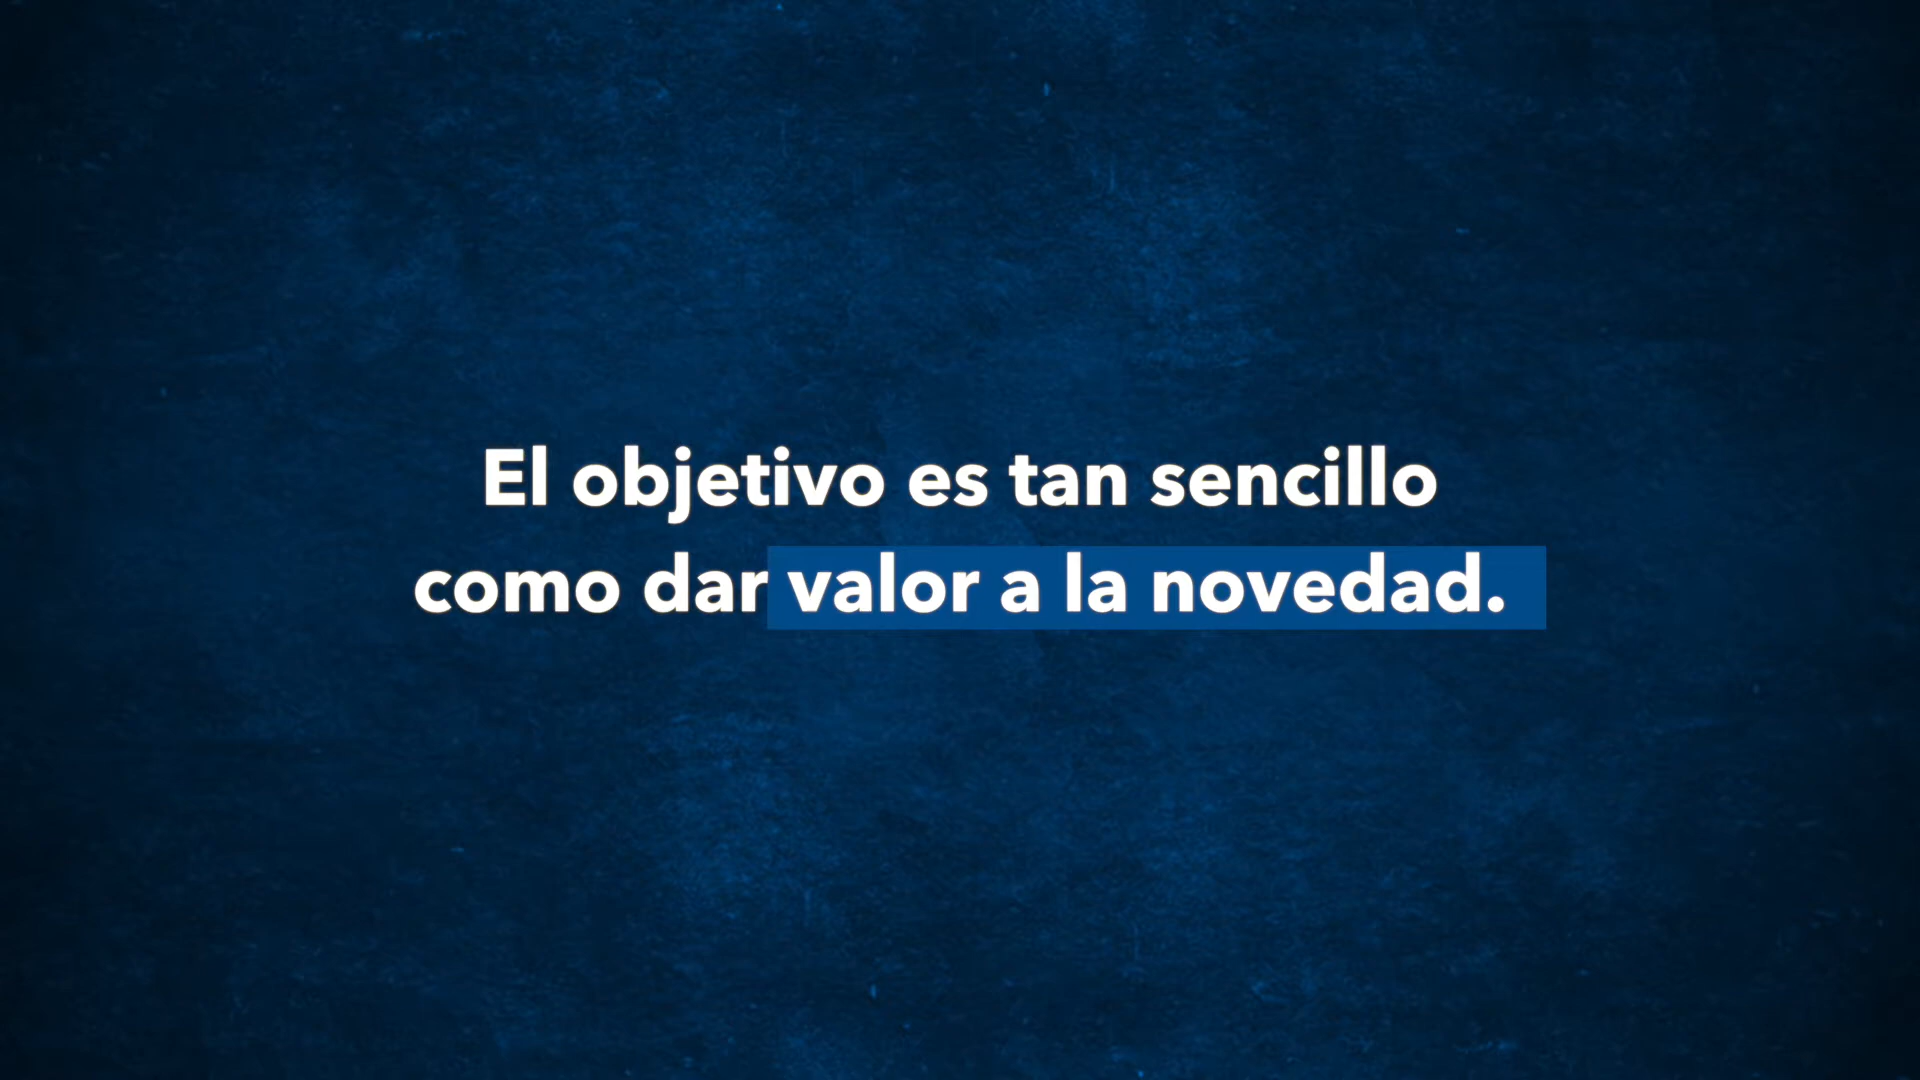 El objetivo es tan sencillo
como dar valor a la novedad.